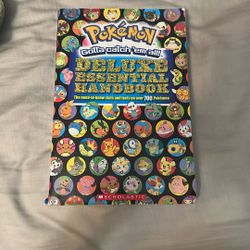 POKéMON
Gotta catch 'em all!
DELUXE
ESSENTIAL
HANDBOOK
The need-to-know stats and facts on over 700 Pokémon
SCHOLASTIC